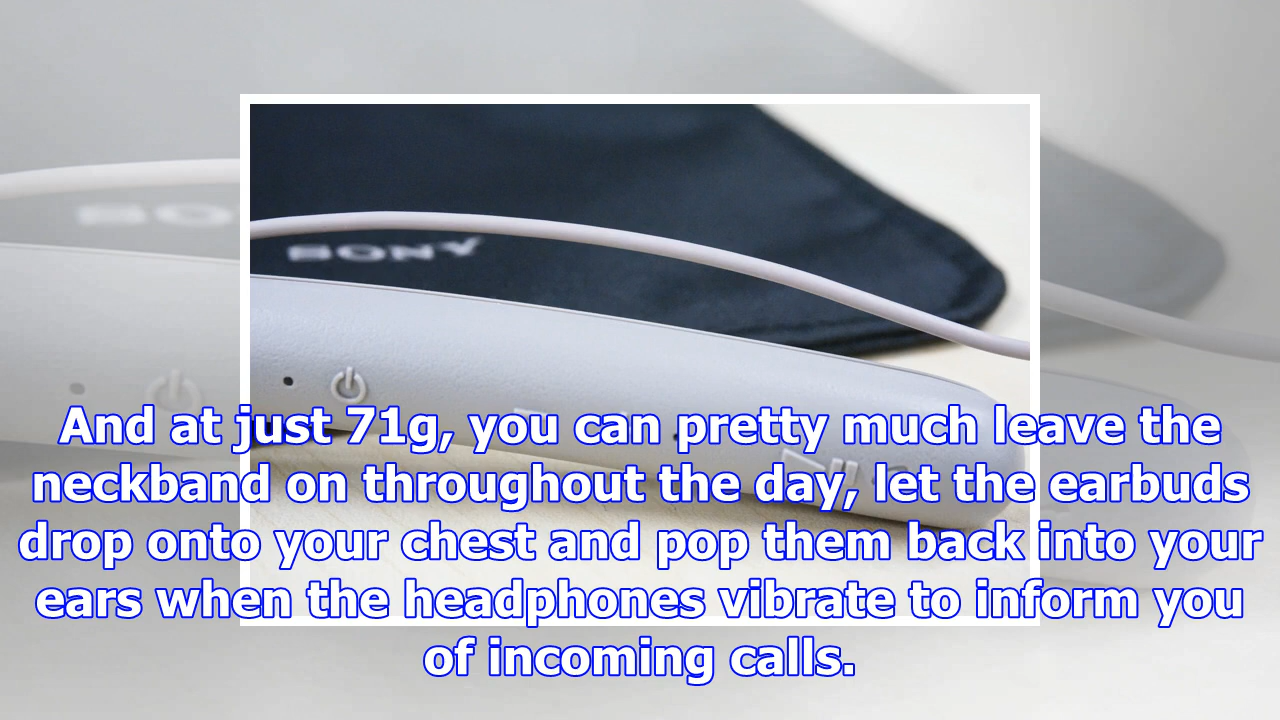 SONY
And at just 71g, you can pretty much leave the
neckband on throughout the day, let the earbuds
drop onto your chest and pop them back into your
ears when the headphones vibrate to inform you
of incoming calls.